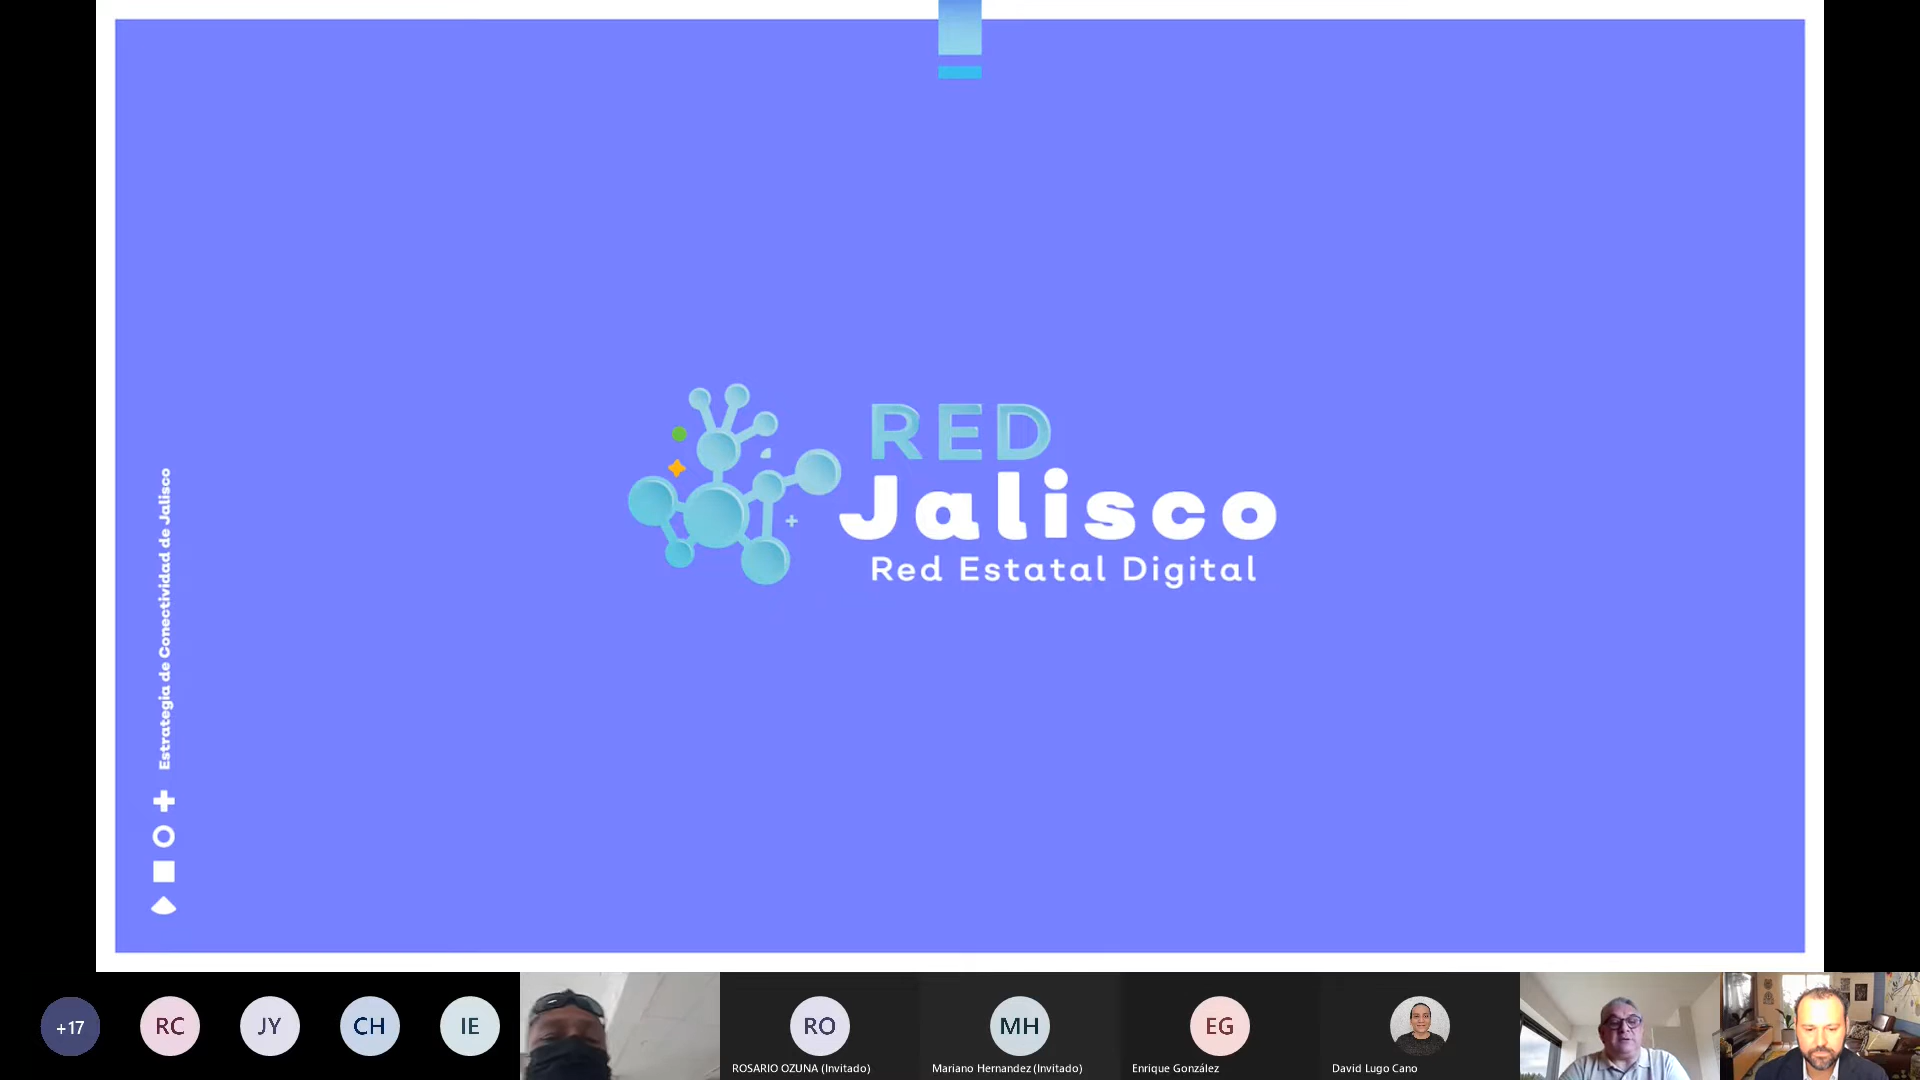 RED
Jalisco
Red Estatal Digital
Estrategia de Conectividad de Jalisco
+17
RC
JY
CH
IE
RO
ROSARIO OZUNA (Invitado)
MH
Mariano Hernandez (Invitado)
EG
Enrique González
David Lugo Cano